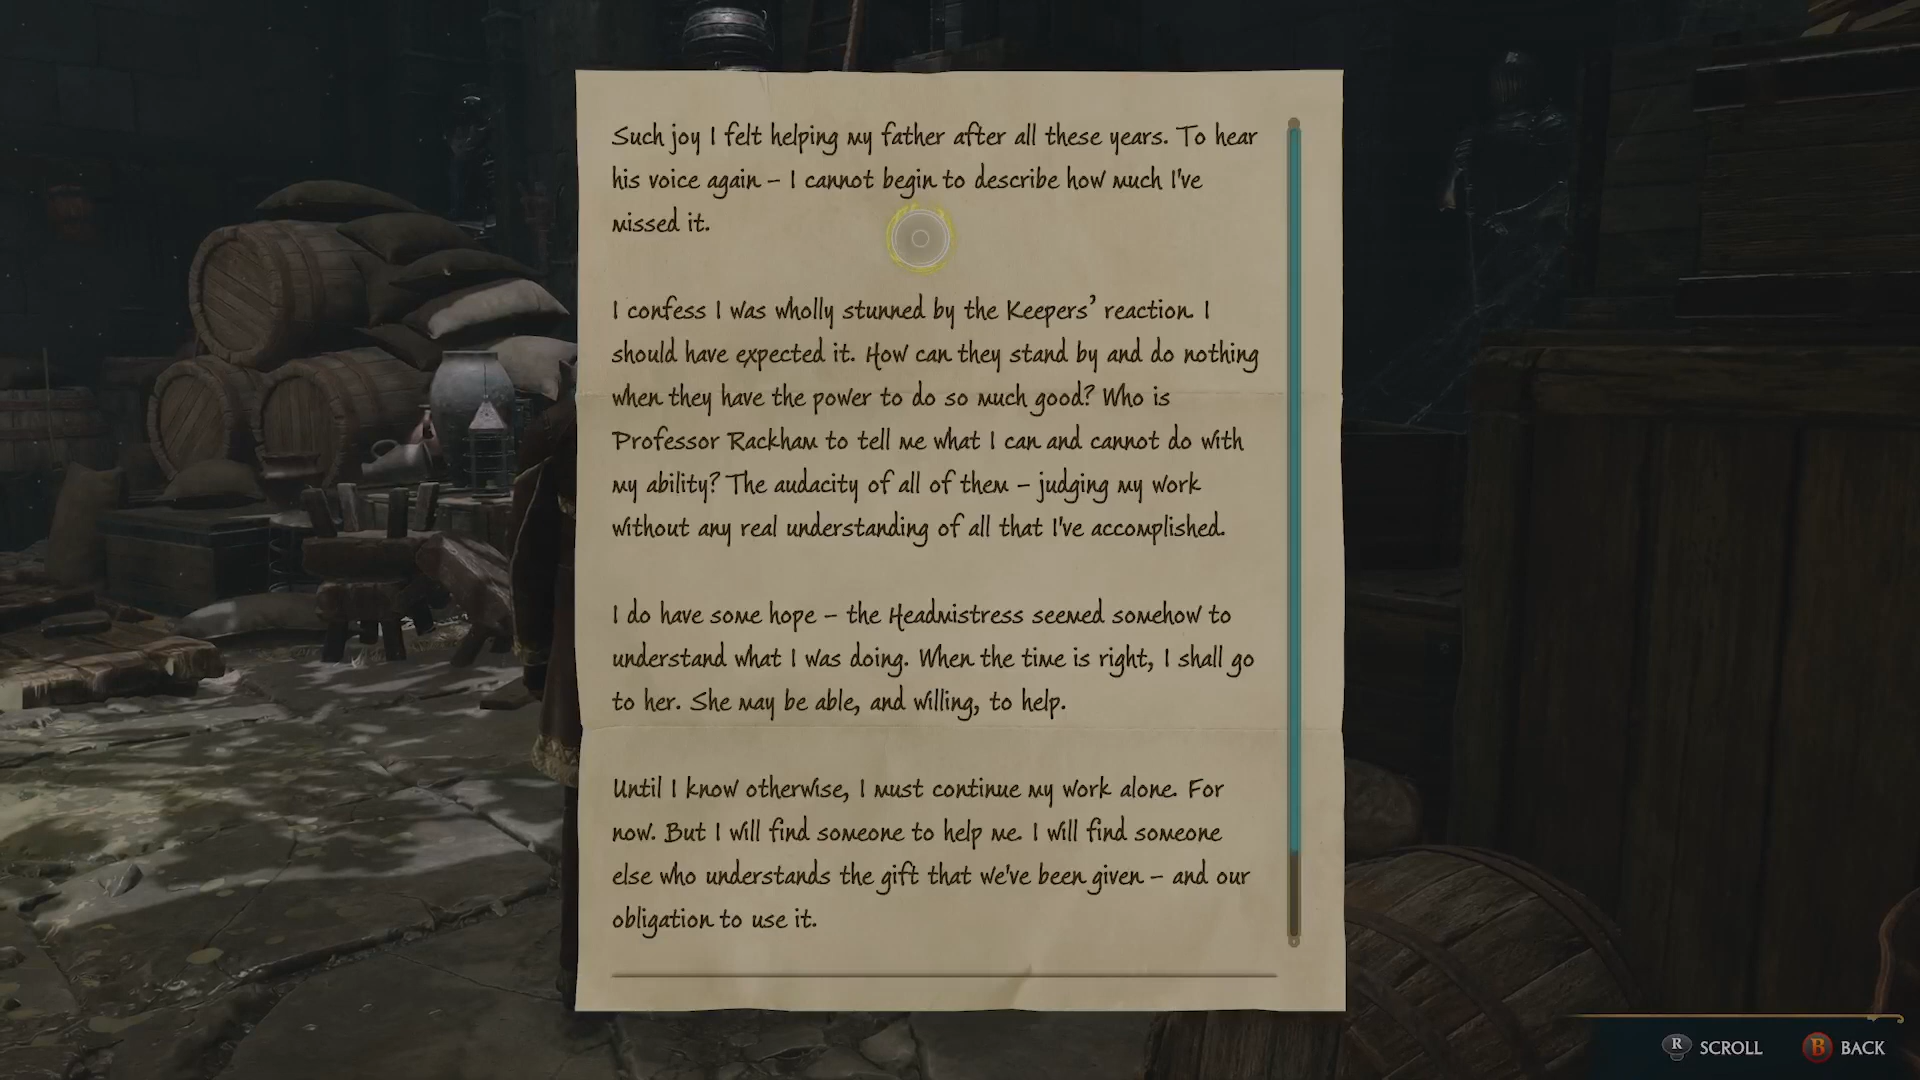 Such joy I felt helping my father after all these years. To hear
his voice again – I cannot begin to describe how much I've
missed it.
I confess I was wholly stunned by the Keepers’ reaction. I
should have expected it. How can they stand by and do nothing
when they have the power to do so much good? Who is
Professor Rackham to tell me what I can and cannot do with
my ability? The audacity of all of them – judging my work
without any real understanding of all that I've accomplished.
I do have some hope – the Headmistress seemed somehow to
understand what I was doing. When the time is right, I shall go
to her. She may be able, and willing, to help.
Until I know otherwise, I must continue my work alone. For
now. But I will find someone to help me. I will find someone
else who understands the gift that we've been given – and our
obligation to use it.
R SCROLL B BACK